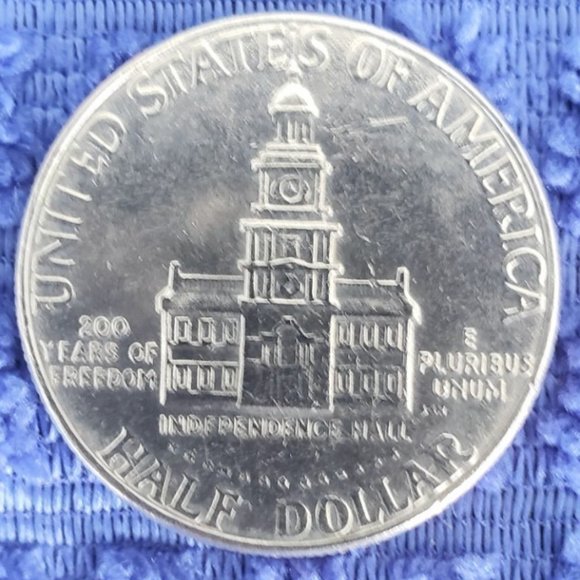 UNITED STATES OF AMERICA
200
YEARS OF
FREEDOM
E
PLURIBUS
UNUM
INDEPENDENCE HALL
HALF DOLLAR